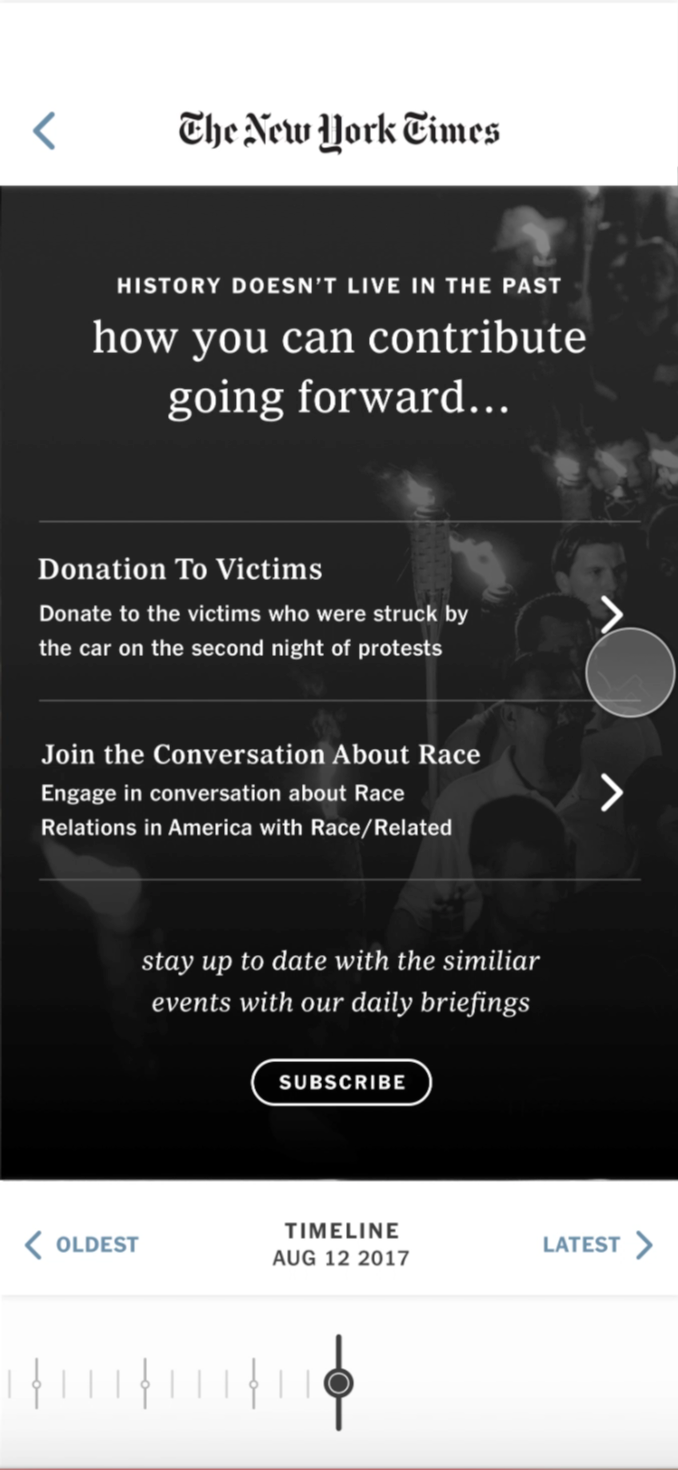 The New York Times
HISTORY DOESN'T LIVE IN THE PAST
how you can contribute
going forward...
Donation To Victims
Donate to the victims who were struck by
the car on the second night of protests
Join the Conversation About Race
Engage in conversation about Race
Relations in America with Race/Related
stay up to date with the similiar
events with our daily briefings
SUBSCRIBE
OLDEST
TIMELINE
AUG 12 2017
LATEST